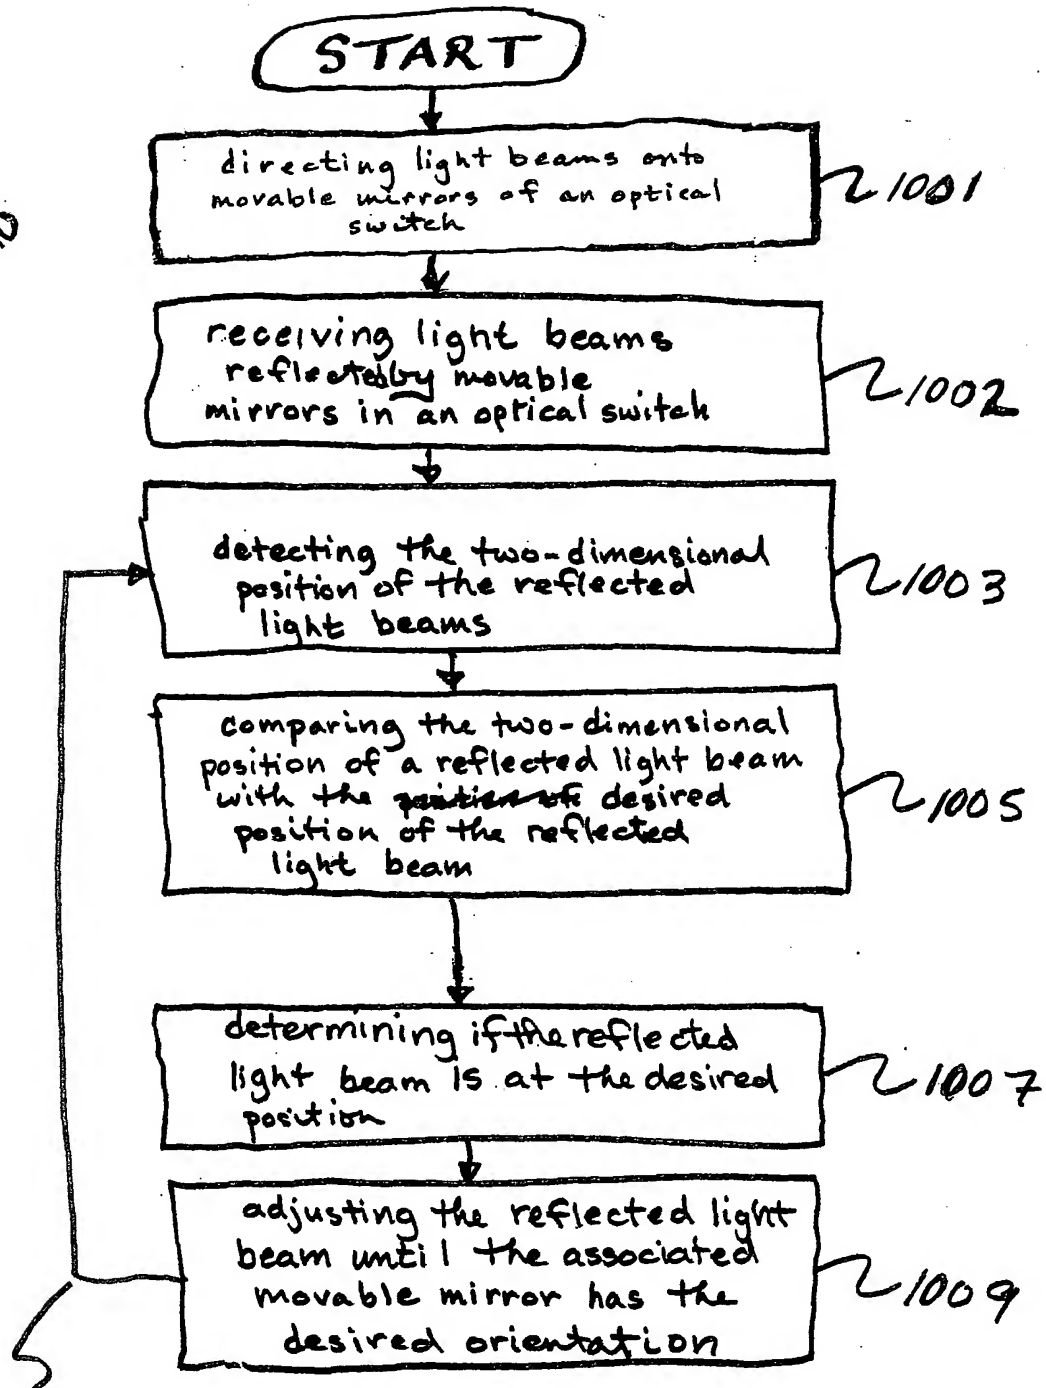 START
directing light beams onto
movable mirrors of an optical
switch
1001
receiving light beams
reflected by movable
mirrors in an optical switch
1002
detecting the two-dimensional
position of the reflected
light beams
1003
comparing the two-dimensional
position of a reflected light beam
with the desired
position of the reflected
light beam
1005
determining if the reflected
light beam is at the desired
position
1007
adjusting the reflected light
beam until the associated
movable mirror has the
desired orientation
1009